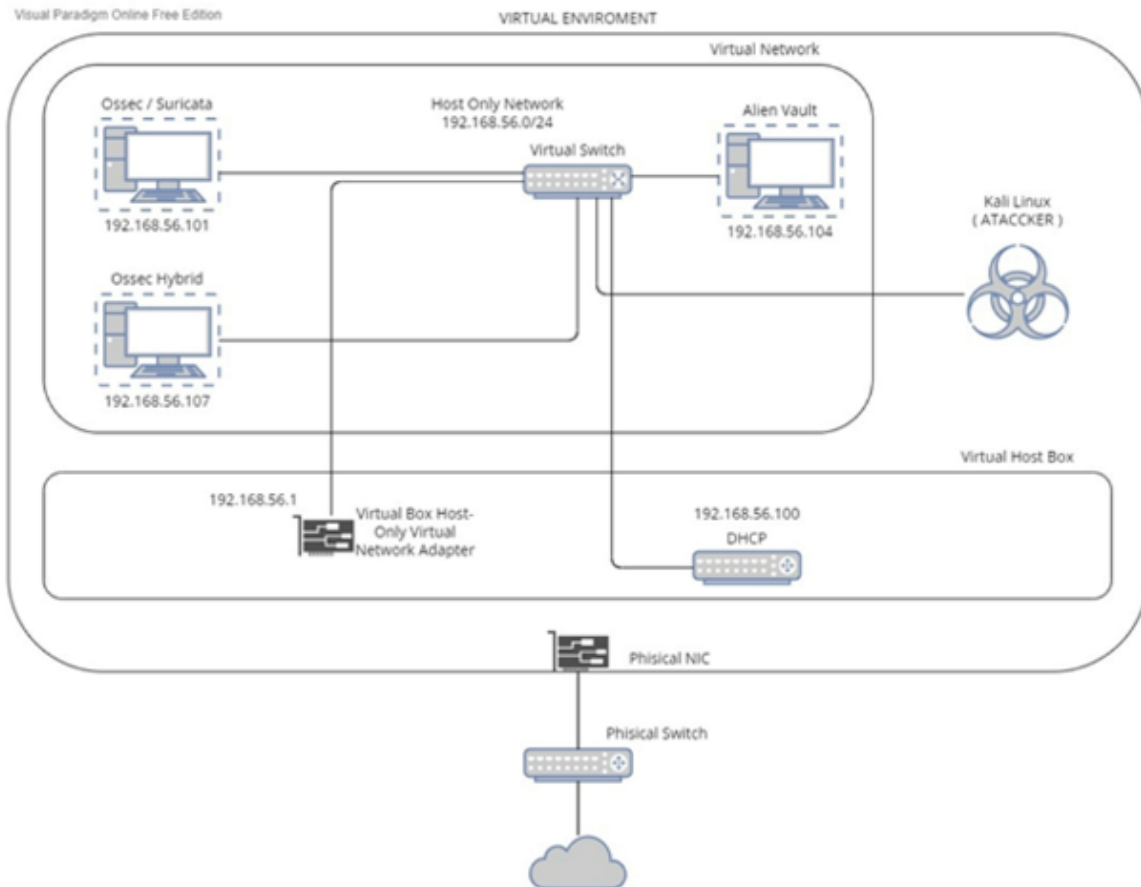 Visual Paradigm Online Free Edition
VIRTUAL ENVIROMENT
Virtual Network
Ossec / Suricata
Host Only Network
192.168.56.0/24
Alien Vault
Virtual Switch
192.168.56.101
192.168.56.104
Kali Linux
( ATACCKER )
Ossec Hybrid
192.168.56.107
Virtual Host Box
192.168.56.1
Virtual Box Host-
Only Virtual
Network Adapter
192.168.56.100
DHCP
Phisical NIC
Phisical Switch